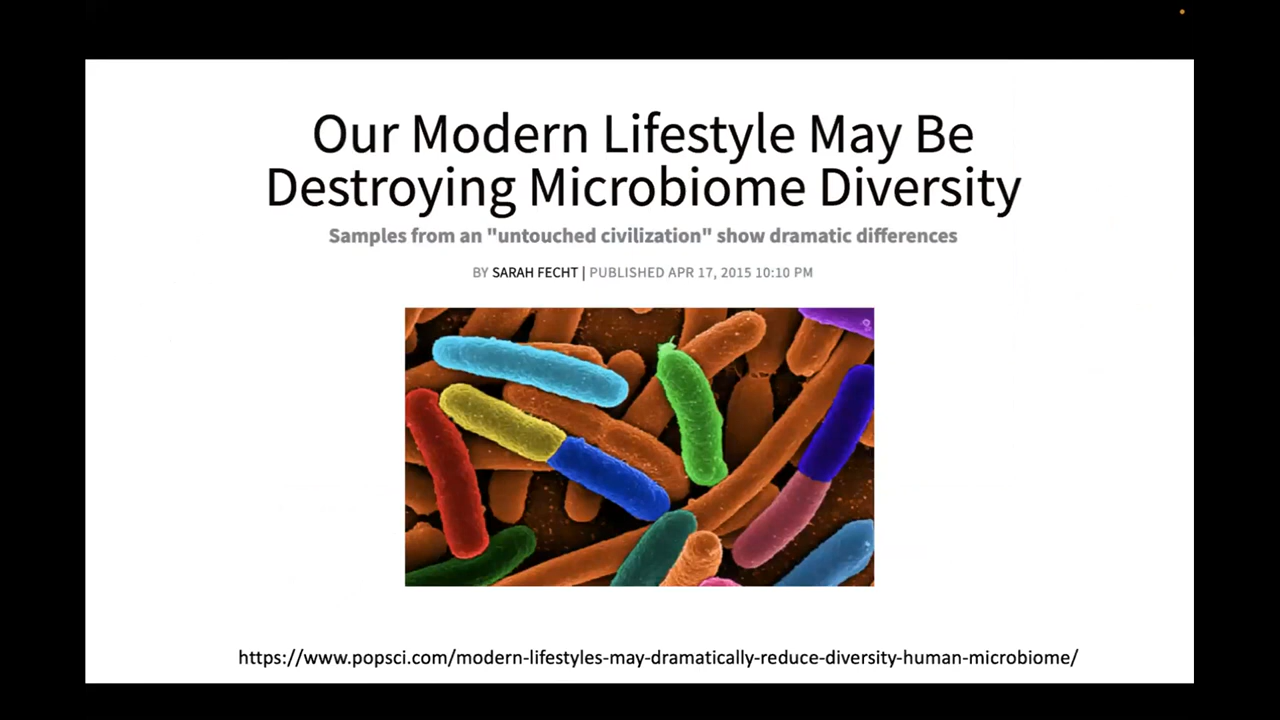 Our Modern Lifestyle May Be
Destroying Microbiome Diversity
Samples from an "untouched civilization" show dramatic differences
BY SARAH FECHT | PUBLISHED APR 17, 2015 10:10 PM
https://www.popsci.com/modern-lifestyles-may-dramatically-reduce-diversity-human-microbiome/